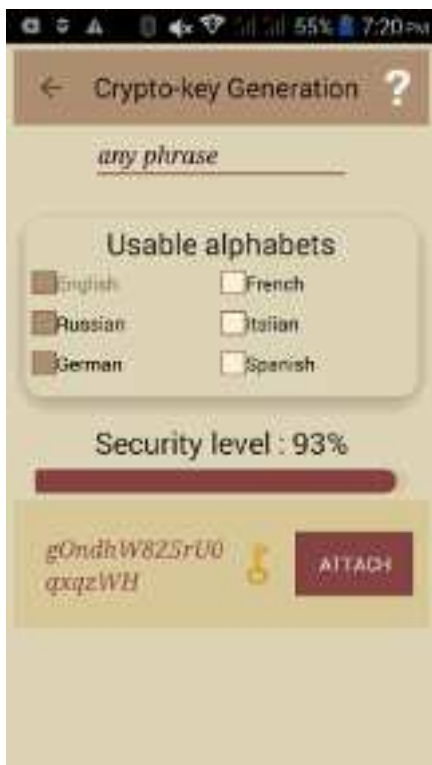 55% 7:20 PM
Crypto-key Generation ?
any phrase
Usable alphabets
English French
Russian Italian
German Spanish
Security level : 93%
gOndhW825rU0
qxqzWH
ATTACH